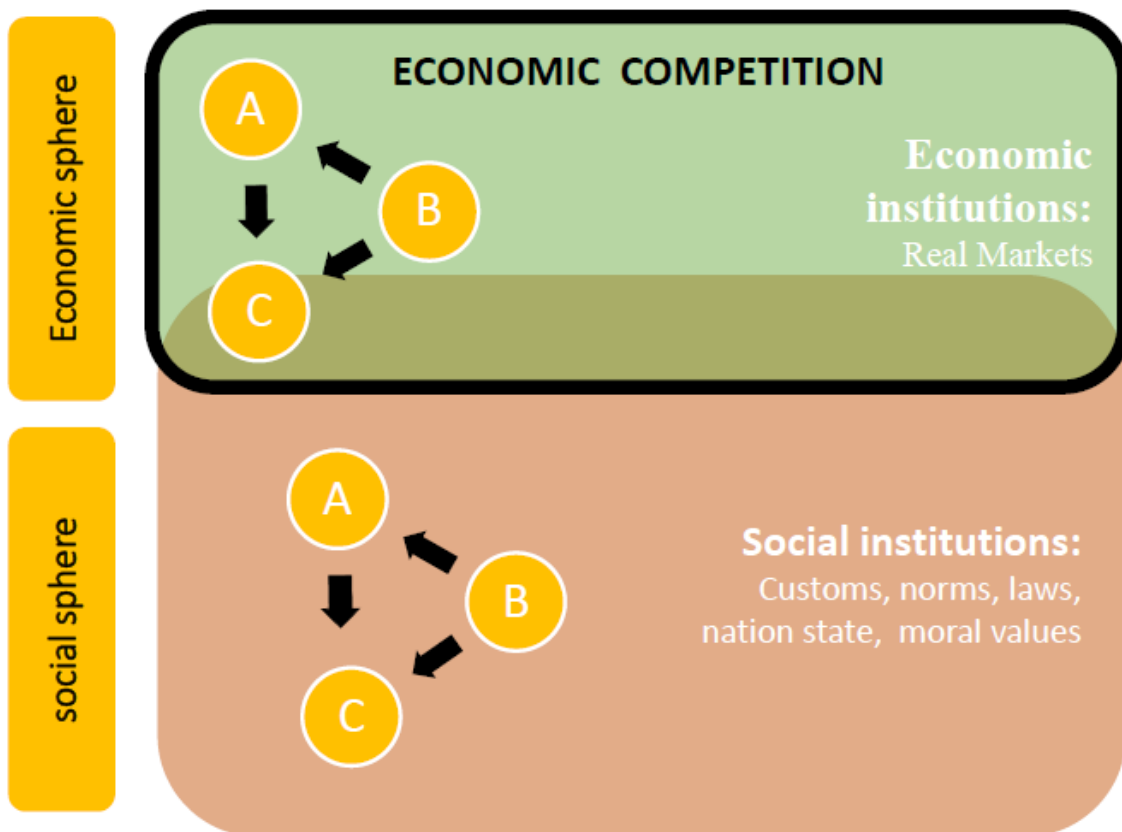 Economic sphere
ECONOMIC COMPETITION
A
B
C
Economic
institutions:
Real Markets
social sphere
A
B
C
Social institutions:
Customs, norms, laws,
nation state, moral values